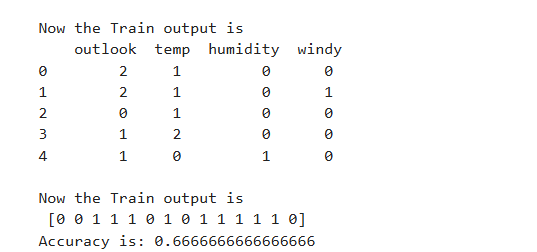 Now the Train output is
outlook temp humidity windy
0 2 1 0 0
1 2 1 0 1
2 0 1 0 0
3 1 2 0 0
4 1 0 1 0
Now the Train output is
[0 0 1 1 1 0 1 0 1 1 1 1 1 0]
Accuracy is: 0.6666666666666666